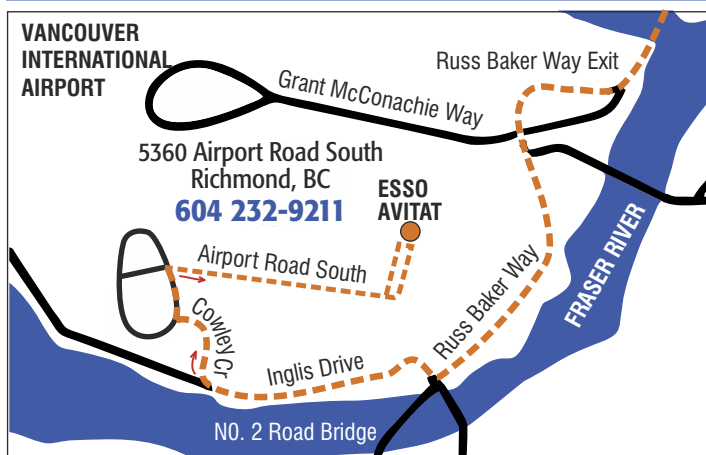 VANCOUVER
INTERNATIONAL
AIRPORT
Russ Baker Way Exit
Grant McConachie Way
5360 Airport Road South
Richmond, BC
604 232-9211
ESSO
AVITAT
Airport Road South
FRASER RIVER
Russ Baker Way
Cowley Cr
Inglis Drive
NO. 2 Road Bridge